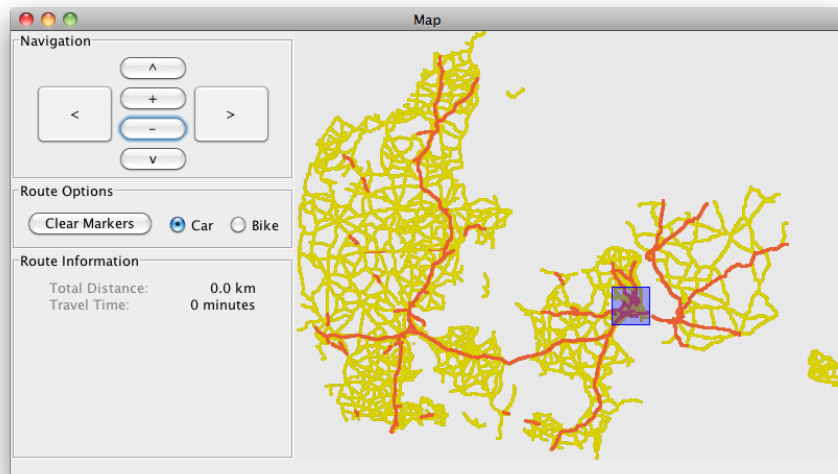 Map
Navigation
^
+
< >
–
v
Route Options
Clear Markers Car Bike
Route Information
Total Distance: 0.0 km
Travel Time: 0 minutes